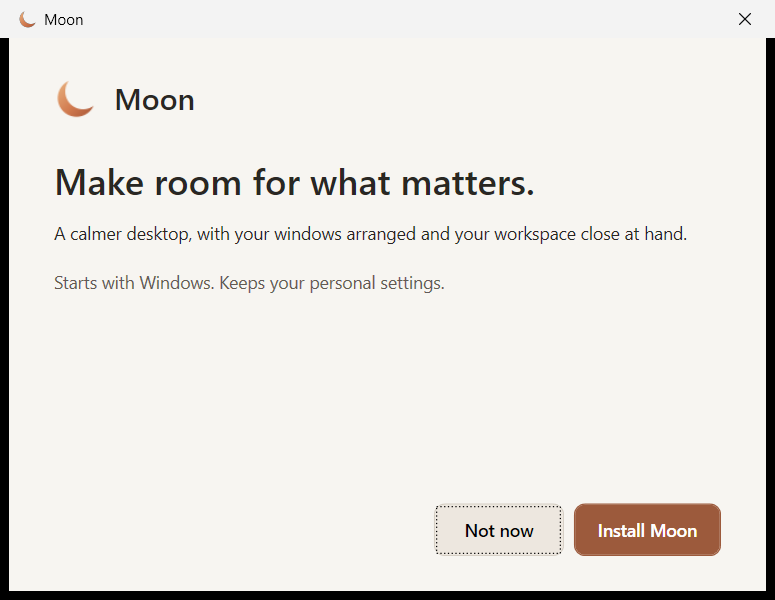 Moon
Moon
Make room for what matters.
A calmer desktop, with your windows arranged and your workspace close at hand.
Starts with Windows. Keeps your personal settings.
Not now
Install Moon